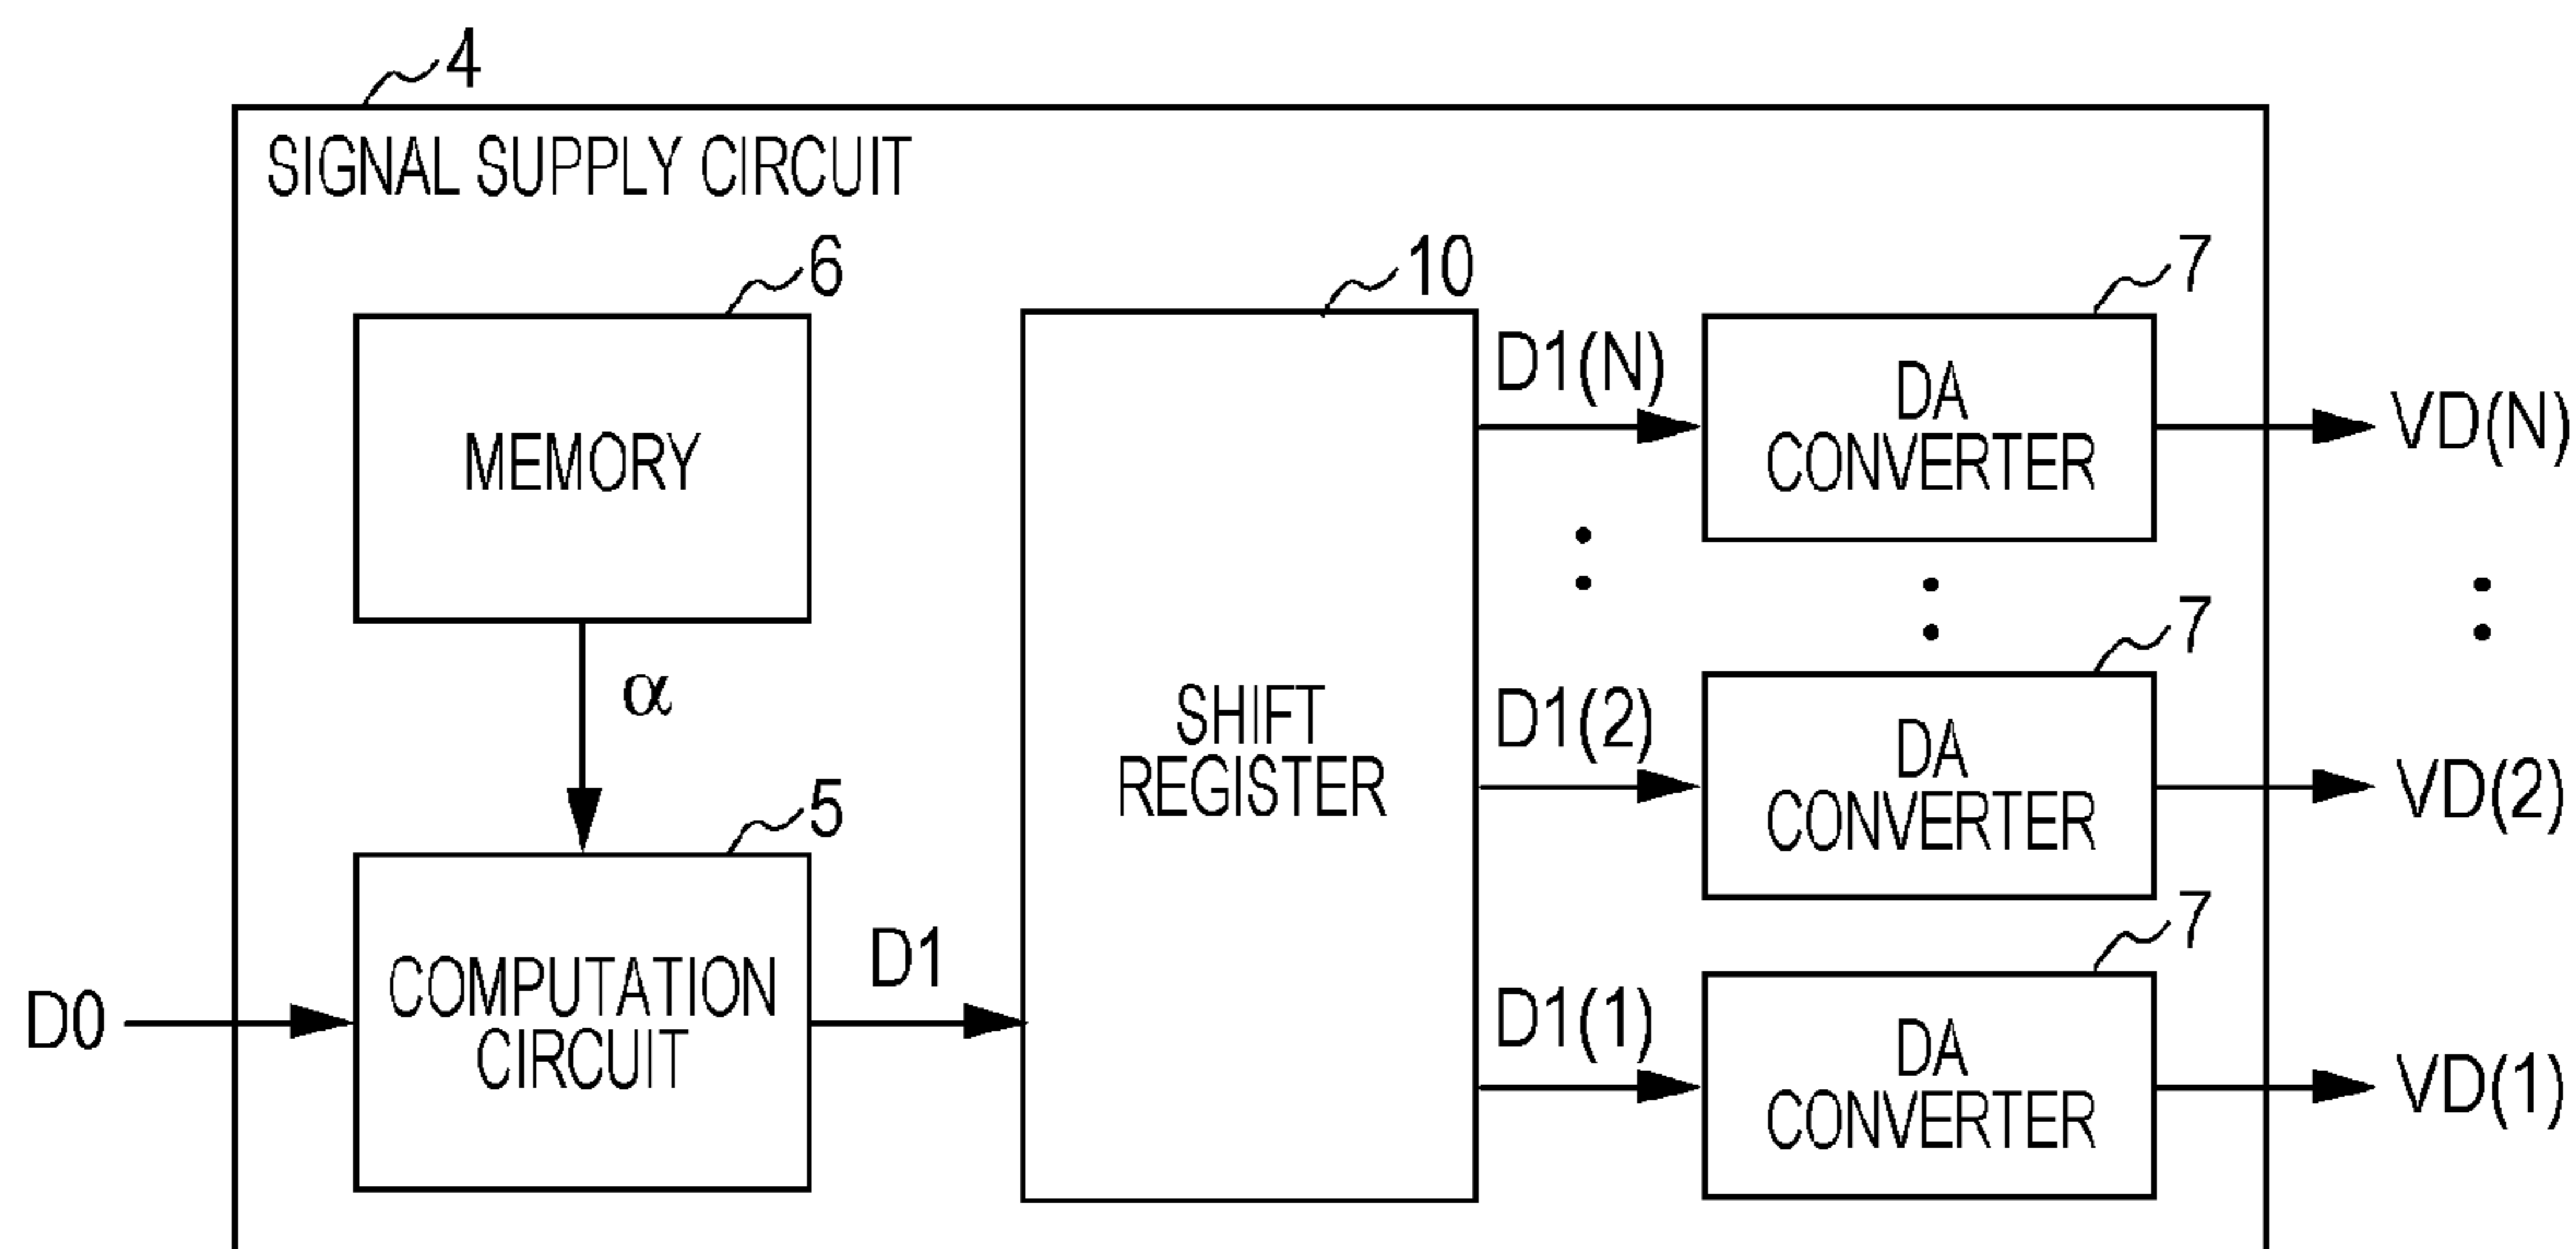 4
SIGNAL SUPPLY CIRCUIT
6
MEMORY
α
5
D0
COMPUTATION
CIRCUIT
D1
10
SHIFT
REGISTER
D1(N)
7
DA
CONVERTER
VD(N)
D1(2)
7
DA
CONVERTER
VD(2)
D1(1)
7
DA
CONVERTER
VD(1)